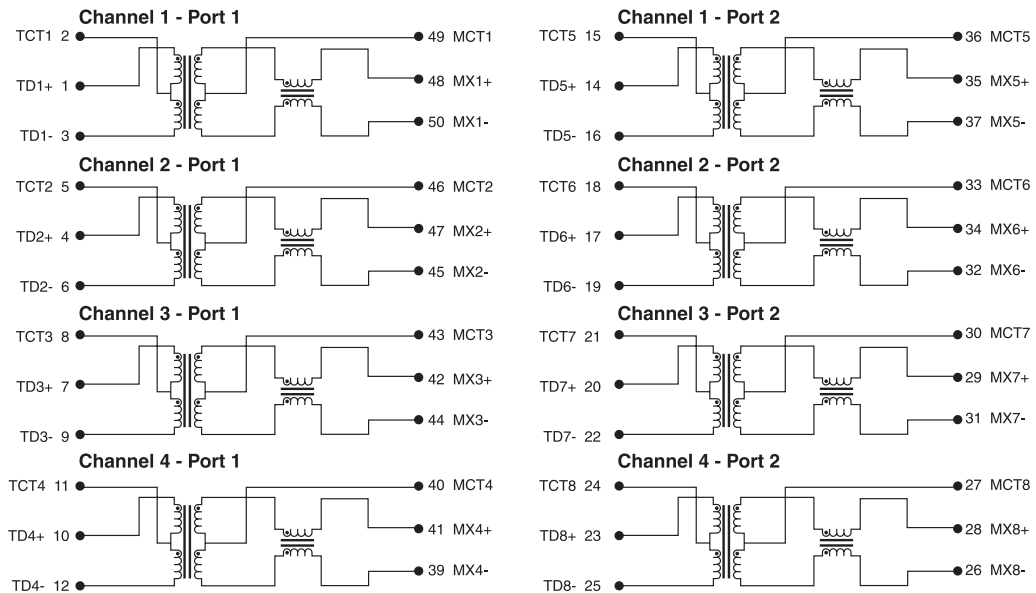 Channel 1 - Port 1
TCT1 2
49 MCT1
TD1+ 1
48 MX1+
50 MX1-
TD1- 3
Channel 2 - Port 1
TCT2 5
46 MCT2
TD2+ 4
47 MX2+
45 MX2-
TD2- 6
Channel 3 - Port 1
TCT3 8
43 MCT3
TD3+ 7
42 MX3+
44 MX3-
TD3- 9
Channel 4 - Port 1
TCT4 11
40 MCT4
TD4+ 10
41 MX4+
39 MX4-
TD4- 12
Channel 1 - Port 2
TCT5 15
36 MCT5
TD5+ 14
35 MX5+
37 MX5-
TD5- 16
Channel 2 - Port 2
TCT6 18
33 MCT6
TD6+ 17
34 MX6+
32 MX6-
TD6- 19
Channel 3 - Port 2
TCT7 21
30 MCT7
TD7+ 20
29 MX7+
31 MX7-
TD7- 22
Channel 4 - Port 2
TCT8 24
27 MCT8
TD8+ 23
28 MX8+
26 MX8-
TD8- 25